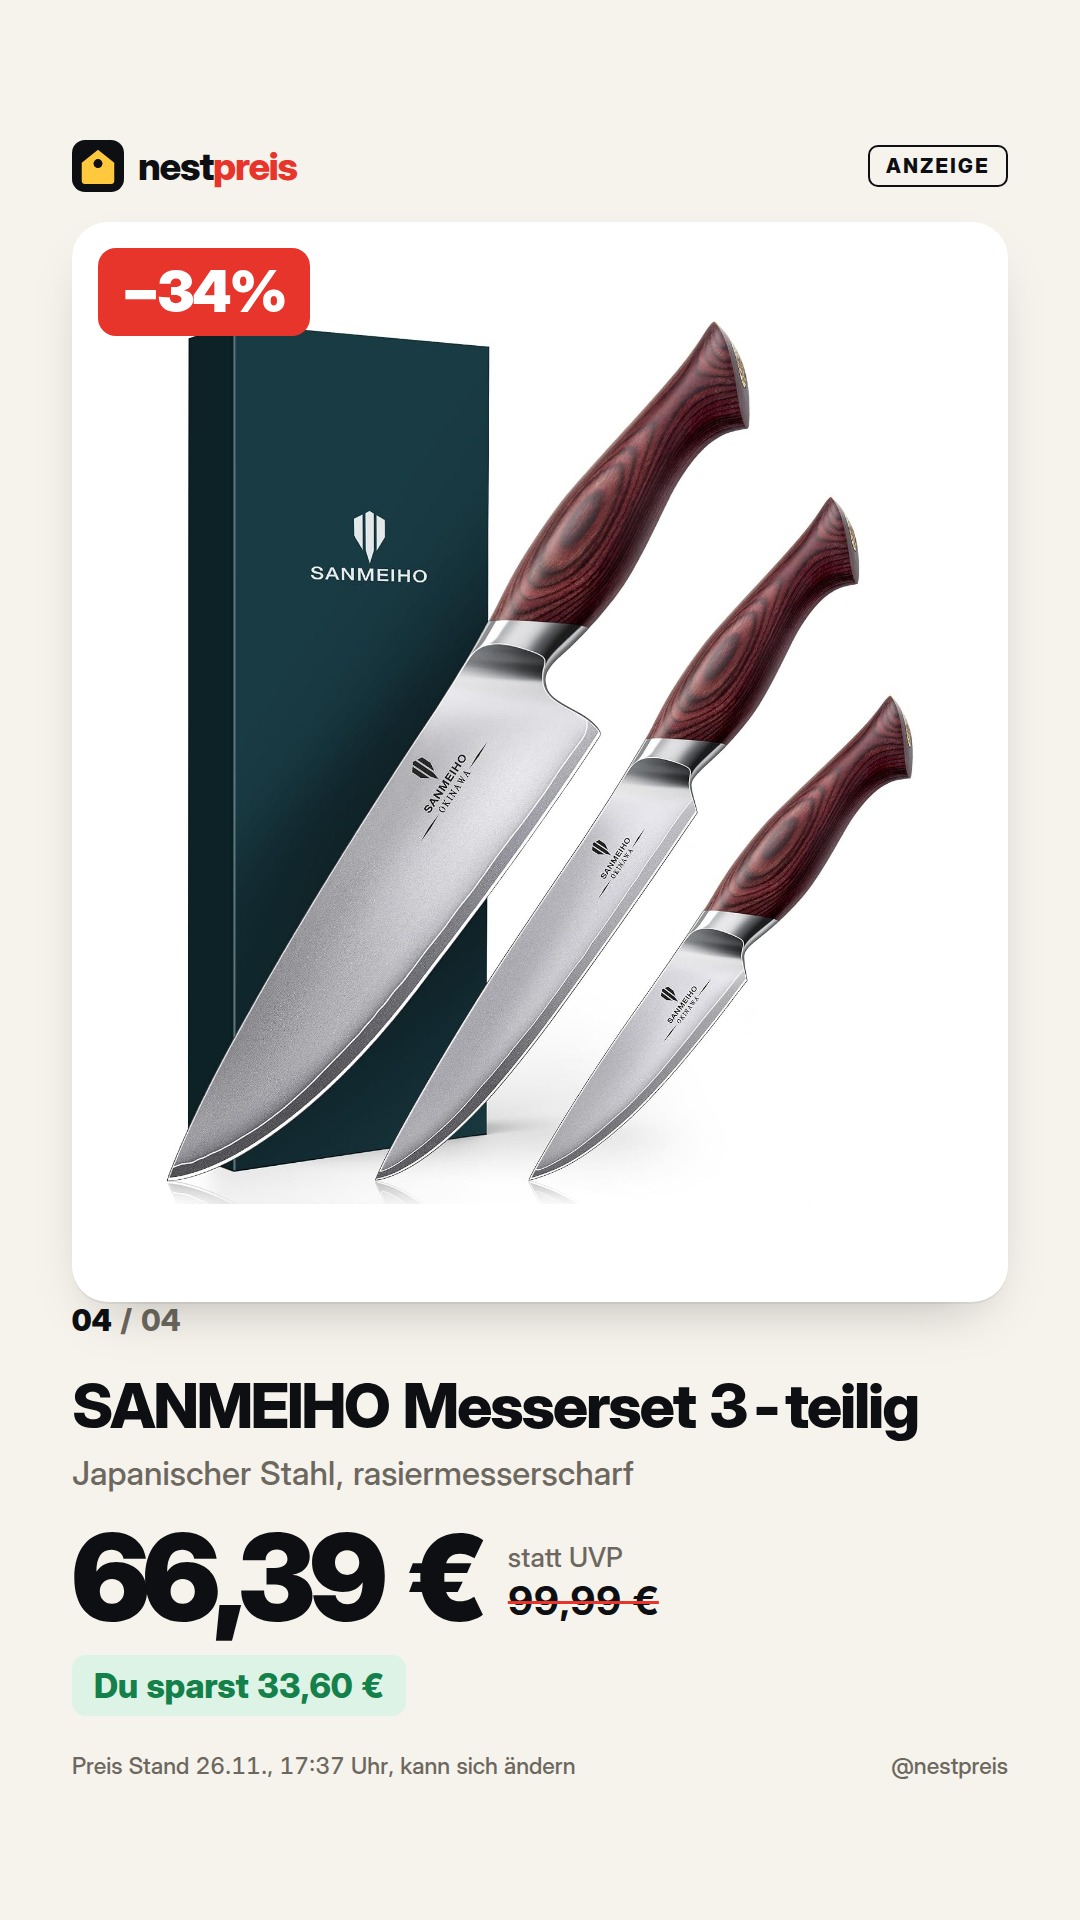 nestpreis
ANZEIGE
–34%
SANMEIHO
SANMEIHO
OKINAWA
SANMEIHO
OKINAWA
SANMEIHO
OKINAWA
04 / 04
SANMEIHO Messerset 3-teilig
Japanischer Stahl, rasiermesserscharf
66,39 €
statt UVP
99,99 €
Du sparst 33,60 €
Preis Stand 26.11., 17:37 Uhr, kann sich ändern
@nestpreis